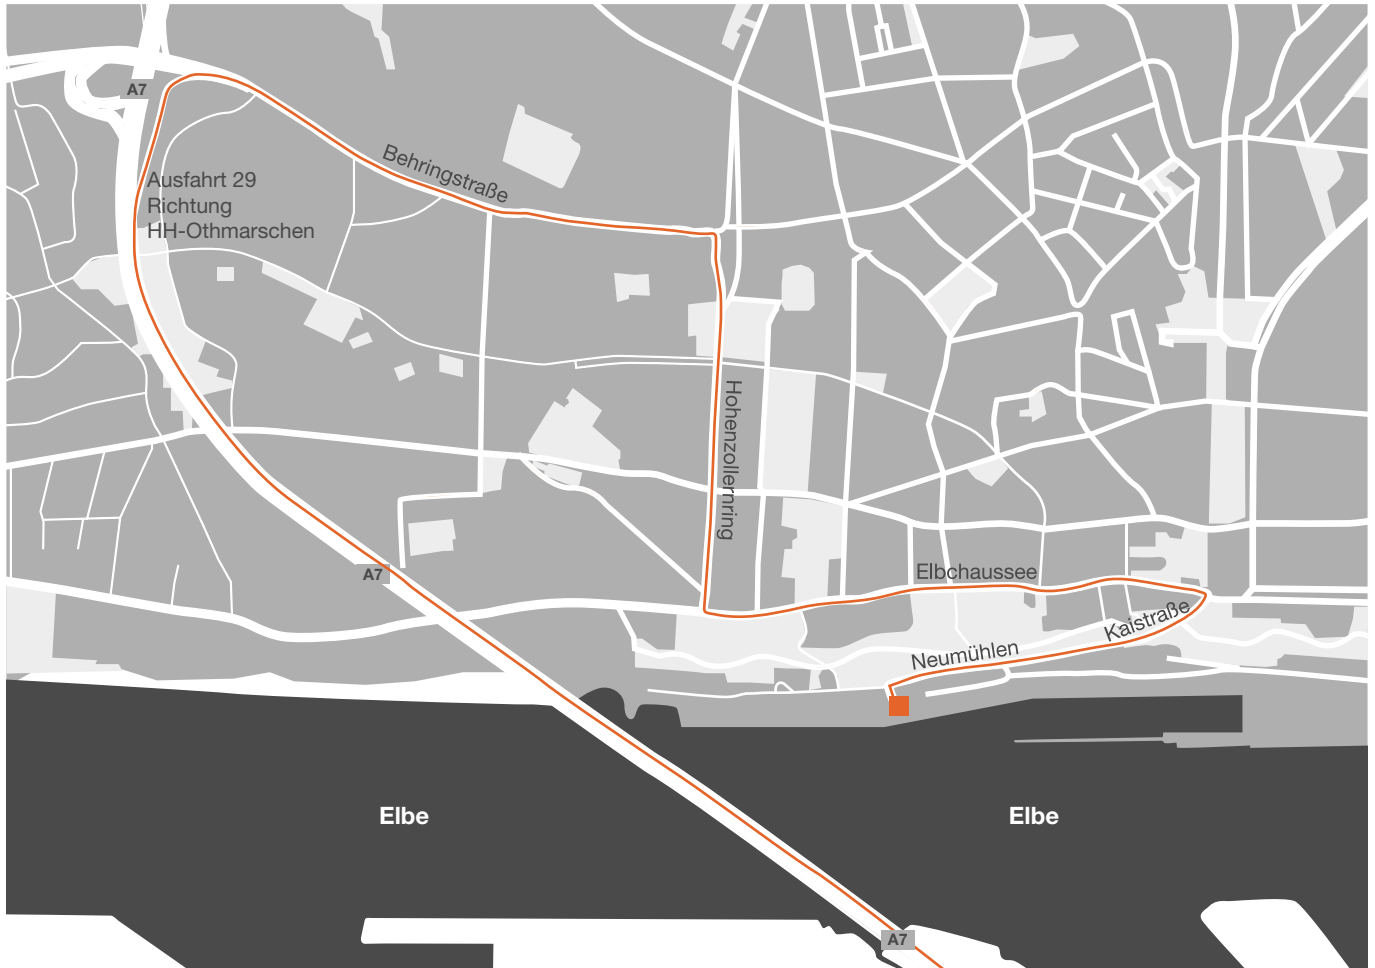 A7
Behringstraße
Ausfahrt 29
Richtung
HH-Othmarschen
Hohenzollernring
A7
Elbchaussee
Kaistraße
Neumühlen
Elbe
Elbe
A7